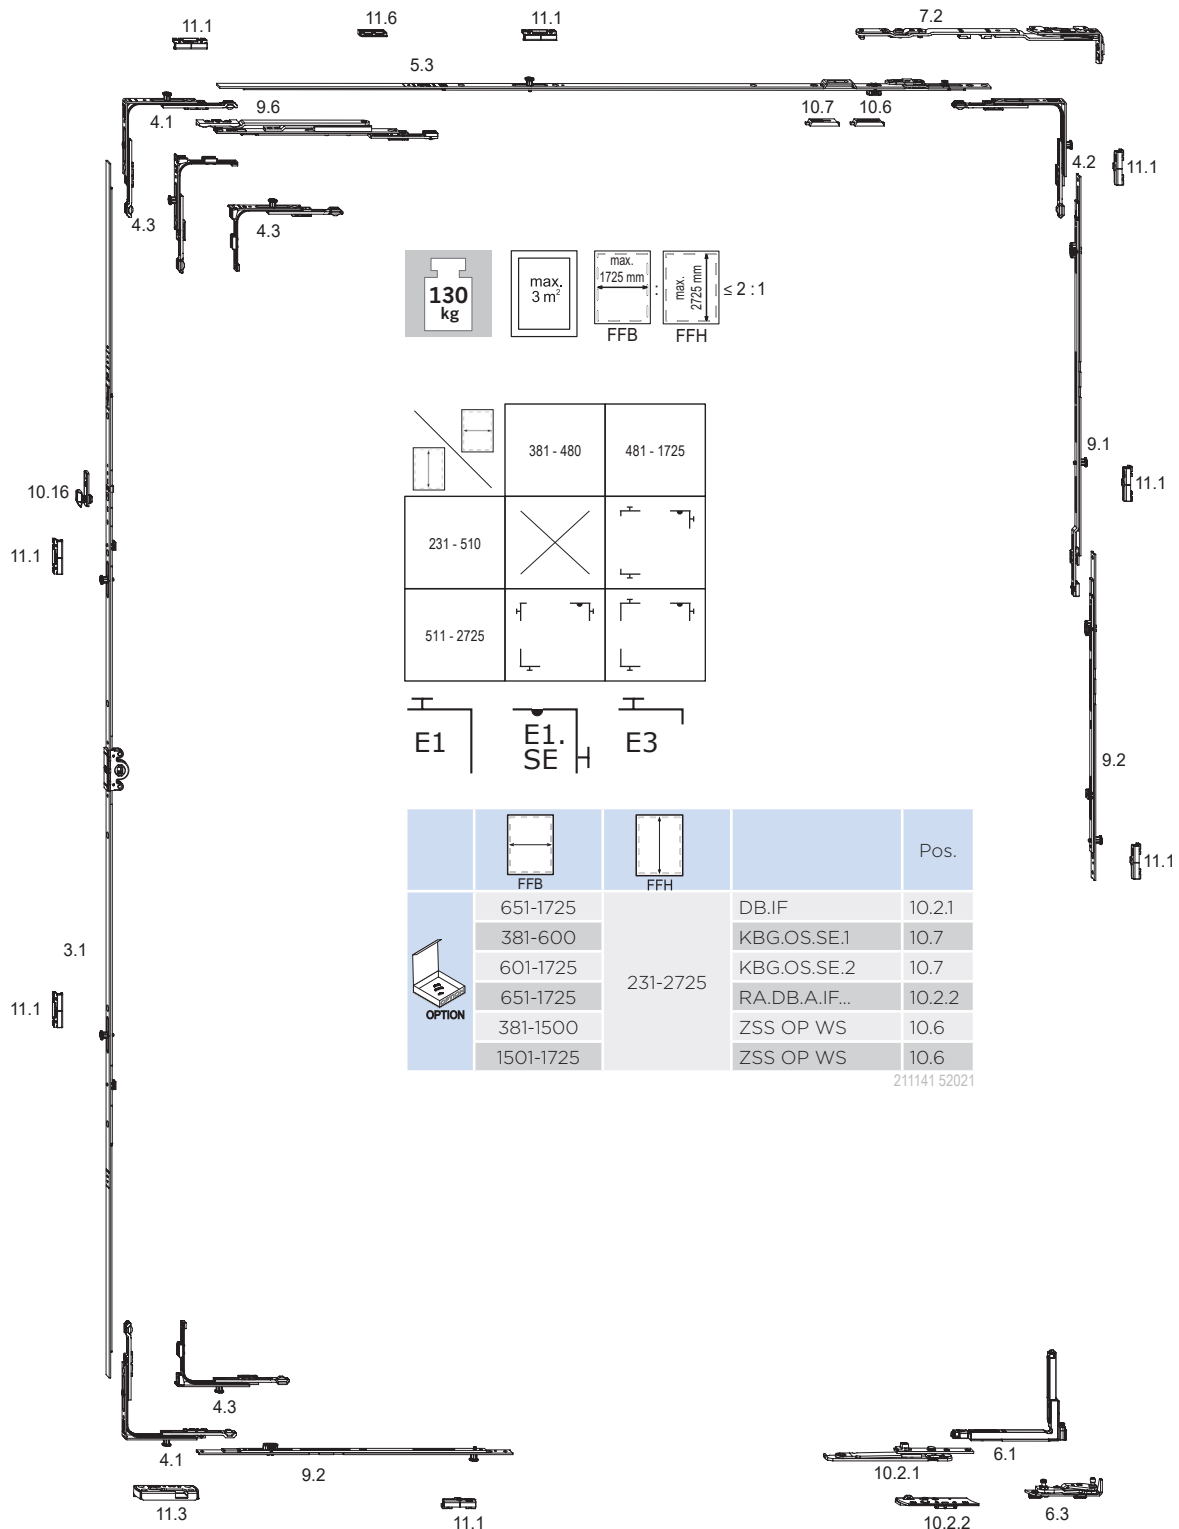 11.1
11.6
11.1
7.2
5.3
4.1
9.6
10.7
10.6
4.2
11.1
4.3
4.3
130
kg
max.
3 m²
max.
1725 mm
FFB
:
max.
2725 mm
FFH
≤ 2 : 1
381 - 480
481 - 1725
9.1
11.1
10.16
11.1
231 - 510
511 - 2725
E1
E1.
SE
E3
9.2
11.1
FFB
FFH
Pos.
651-1725
DB.IF
10.2.1
381-600
KBG.OS.SE.1
10.7
601-1725
231-2725
KBG.OS.SE.2
10.7
651-1725
RA.DB.A.IF...
10.2.2
381-1500
ZSS OP WS
10.6
1501-1725
ZSS OP WS
10.6
OPTION
211141 52021
3.1
11.1
4.3
4.1
9.2
11.3
11.1
10.2.1
6.1
10.2.2
6.3